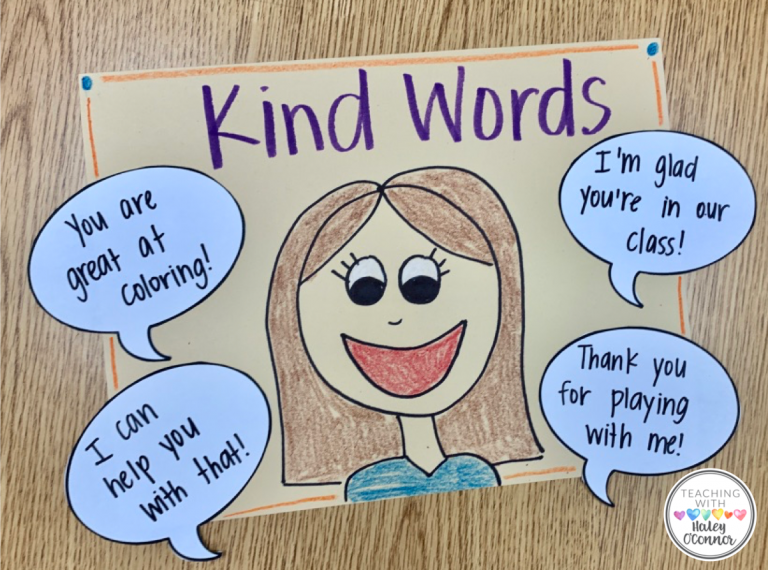 Kind Words
You are
great at
coloring!
I'm glad
you're in our
class!
I can
help you
with that!
Thank you
for playing
with me!
TEACHING
WITH
Haley
O'Connor